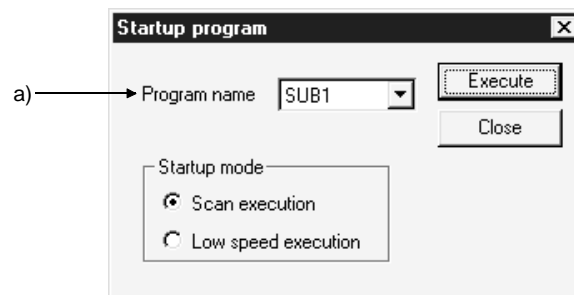 Startup program
a) Program name SUB1 Execute
Close
Startup mode
Scan execution
Low speed execution